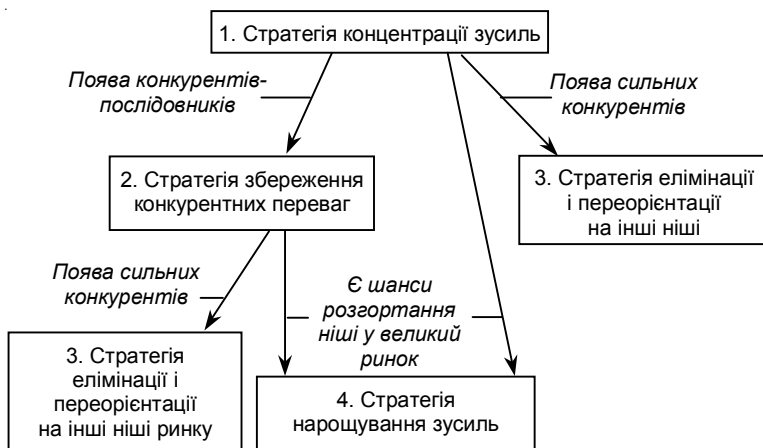 1. Стратегія концентрації зусиль
Поява конкурентів-
послідовників
Поява сильних
конкурентів
2. Стратегія збереження
конкурентних переваг
3. Стратегія елімінації
і переорієнтації
на інші ніші
Поява сильних
конкурентів
Є шанси
розгортання
ніші у великий
ринок
3. Стратегія
елімінації і
переорієнтації
на інші ніші ринку
4. Стратегія
нарощування зусиль